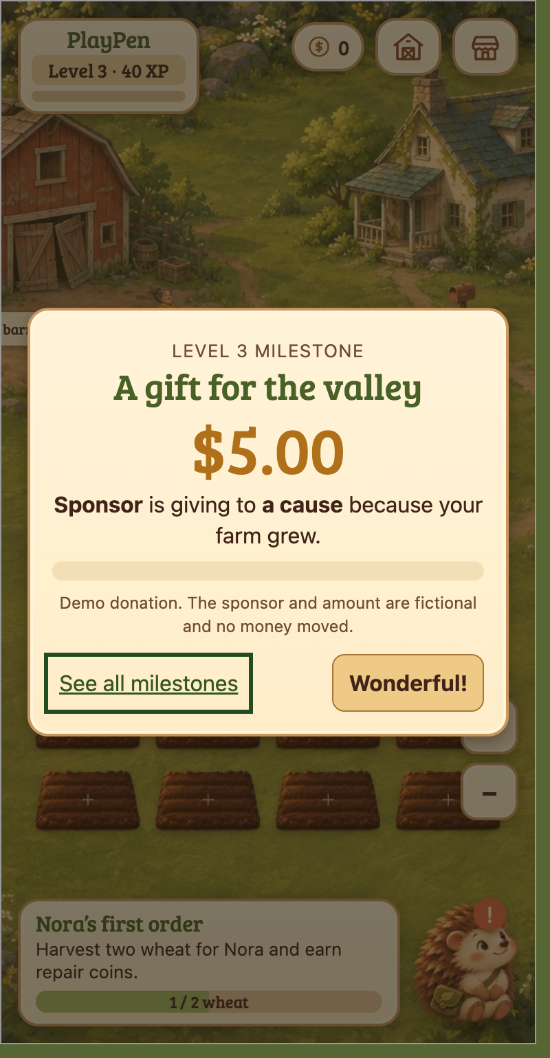 PlayPen
Level 3 · 40 XP
$ 0
LEVEL 3 MILESTONE
A gift for the valley
$5.00
Sponsor is giving to a cause because your
farm grew.
Demo donation. The sponsor and amount are fictional
and no money moved.
See all milestones
Wonderful!
+ + + +
−
Nora's first order
Harvest two wheat for Nora and earn
repair coins.
1 / 2 wheat
!